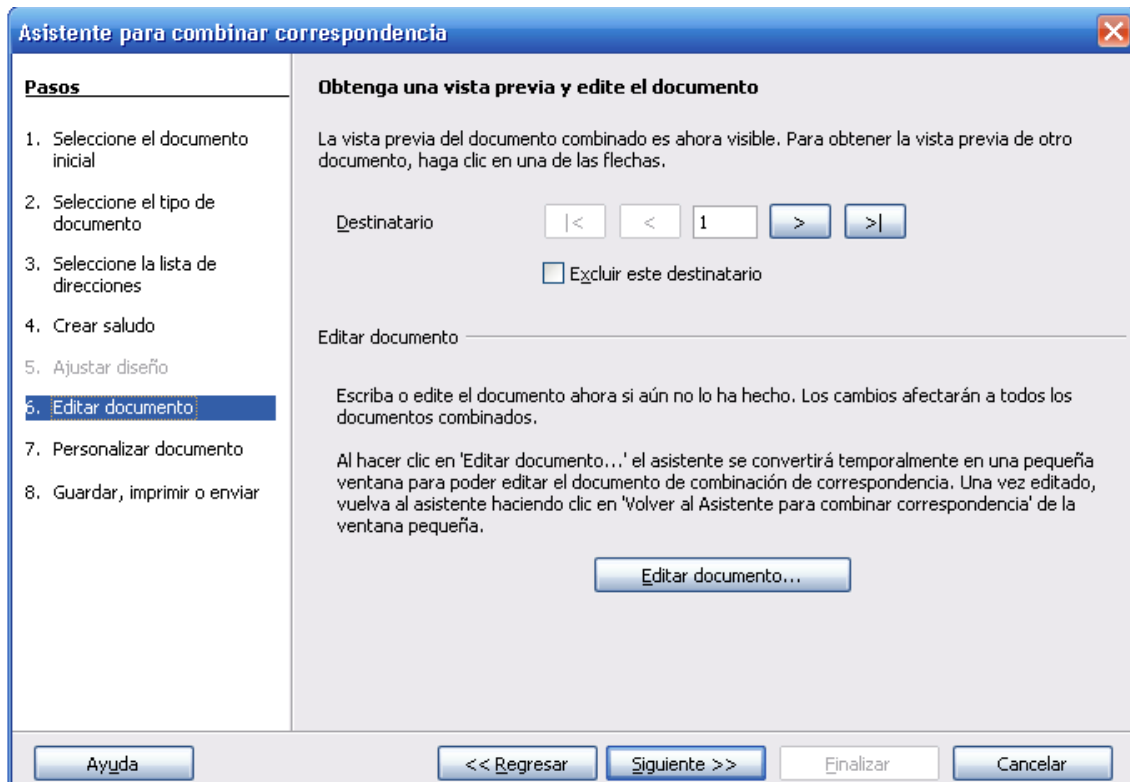 Asistente para combinar correspondencia
Pasos
1. Seleccione el documento
inicial
2. Seleccione el tipo de
documento
3. Seleccione la lista de
direcciones
4. Crear saludo
5. Ajustar diseño
6. Editar documento
7. Personalizar documento
8. Guardar, imprimir o enviar
Obtenga una vista previa y edite el documento
La vista previa del documento combinado es ahora visible. Para obtener la vista previa de otro
documento, haga clic en una de las flechas.
Destinatario |< < 1 > >|
Excluir este destinatario
Editar documento
Escriba o edite el documento ahora si aún no lo ha hecho. Los cambios afectarán a todos los
documentos combinados.
Al hacer clic en 'Editar documento...' el asistente se convertirá temporalmente en una pequeña
ventana para poder editar el documento de combinación de correspondencia. Una vez editado,
vuelva al asistente haciendo clic en 'Volver al Asistente para combinar correspondencia' de la
ventana pequeña.
Editar documento...
Ayuda << Regresar Siguiente >> Finalizar Cancelar